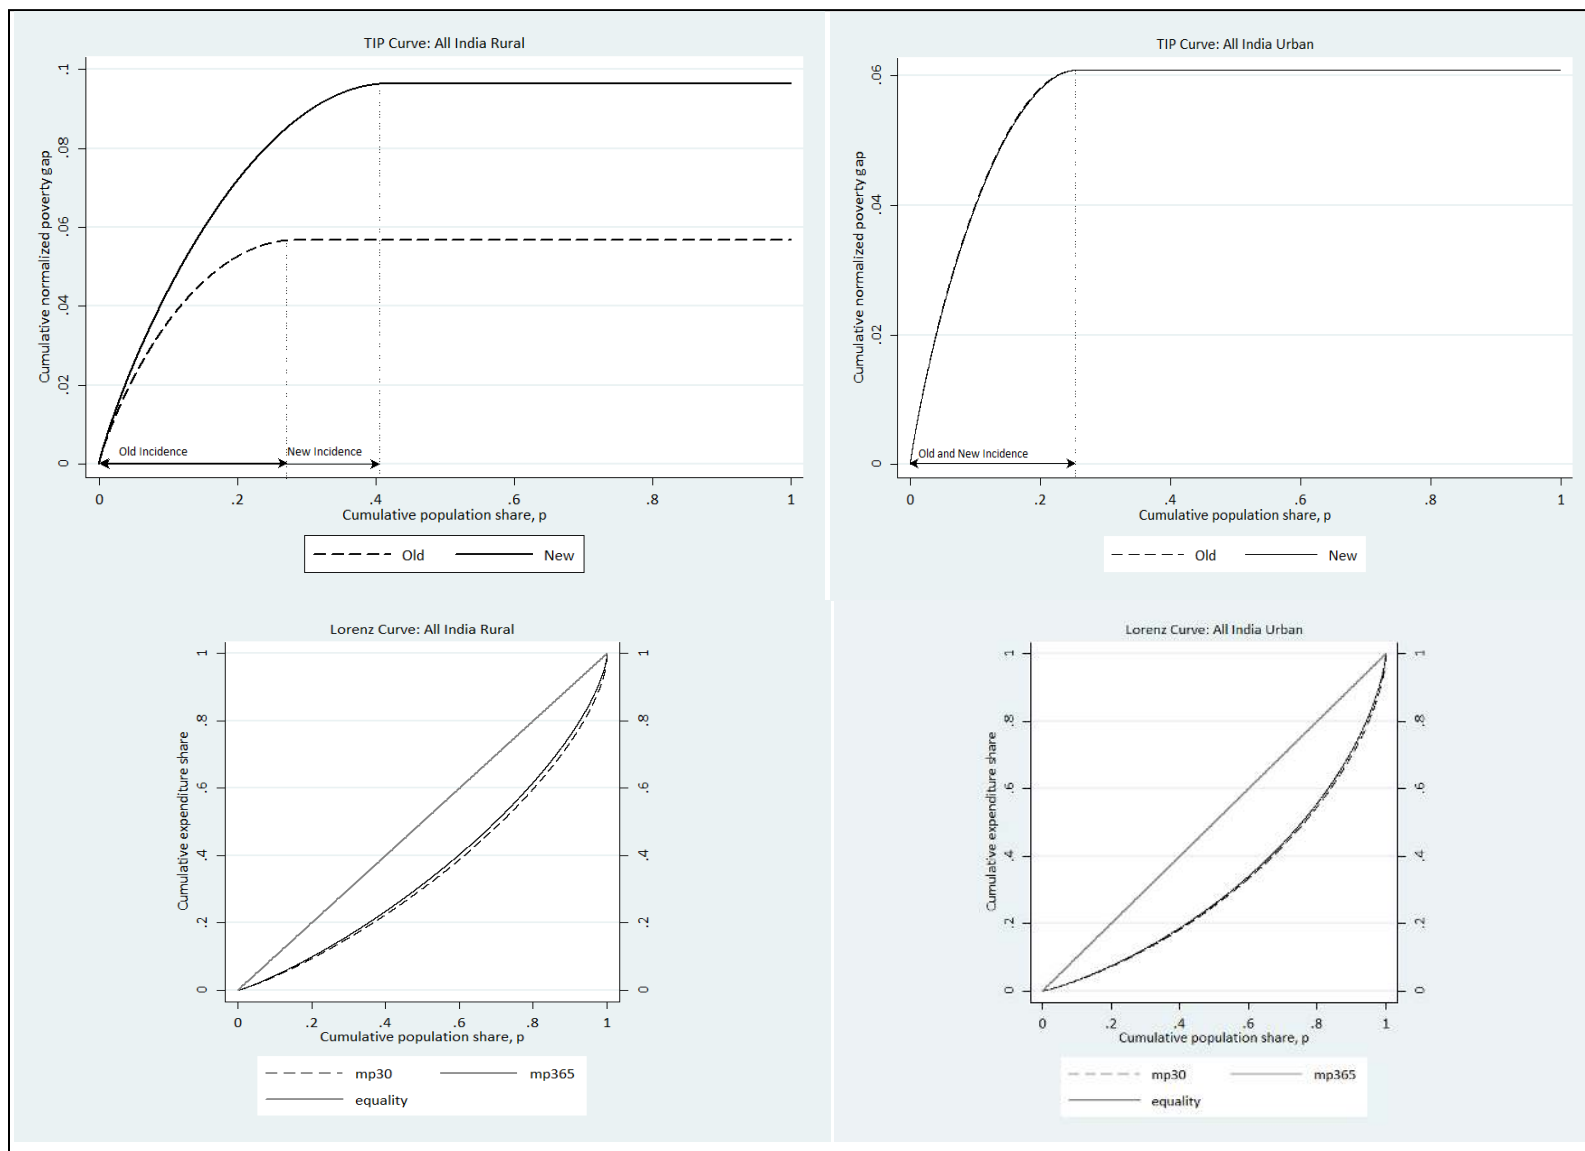 TIP Curve: All India Rural
Cumulative normalized poverty gap
.1
.08
.06
.04
.02
0
Old Incidence
New Incidence
0 .2 .4 .6 .8 1
Cumulative population share, p
Old New
TIP Curve: All India Urban
Cumulative normalized poverty gap
.06
.04
.02
0
Old and New Incidence
0 .2 .4 .6 .8 1
Cumulative population share, p
Old New
Lorenz Curve: All India Rural
Cumulative expenditure share
1 1
.8 .8
.6 .6
.4 .4
.2 .2
0 0
0 .2 .4 .6 .8 1
Cumulative population share, p
mp30 mp365
equality
Lorenz Curve: All India Urban
Cumulative expenditure share
1 1
.8 .8
.6 .6
.4 .4
.2 .2
0 0
0 .2 .4 .6 .8 1
Cumulative population share, p
mp30 mp365
equality